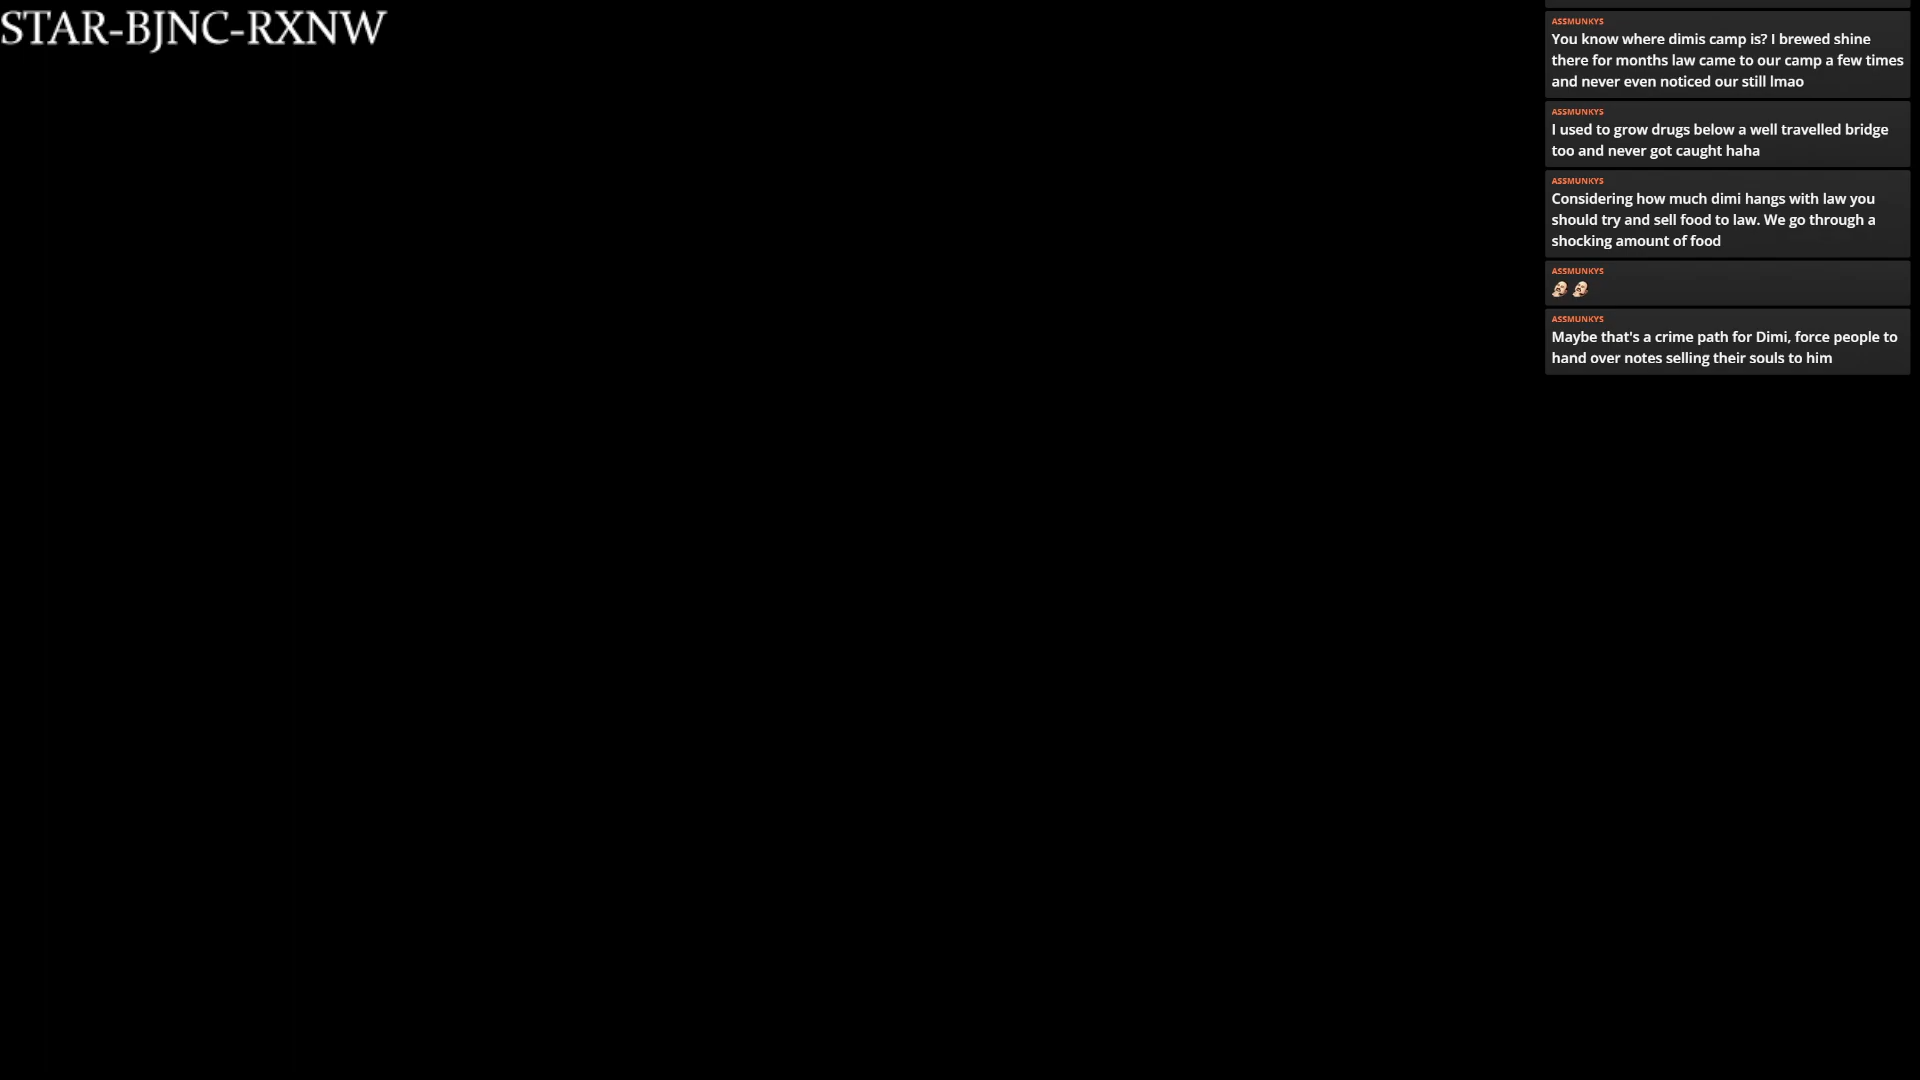 STAR-BJNC-RXNW
ASSMUNKYS
You know where dimis camp is? I brewed shine
there for months law came to our camp a few times
and never even noticed our still lmao
ASSMUNKYS
I used to grow drugs below a well travelled bridge
too and never got caught haha
ASSMUNKYS
Considering how much dimi hangs with law you
should try and sell food to law. We go through a
shocking amount of food
ASSMUNKYS
ASSMUNKYS
Maybe that's a crime path for Dimi, force people to
hand over notes selling their souls to him